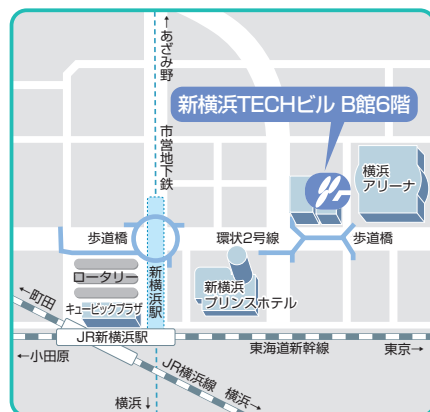 ←あざみ野
市営地下鉄
新横浜TECHビル B館6階
横浜
アリーナ
歩道橋
環状2号線
歩道橋
ロータリー
新横浜駅
新横浜
プリンスホテル
キュービックプラザ
←町田
JR新横浜駅
東海道新幹線
東京→
←小田原
JR横浜線
横浜→
横浜↓